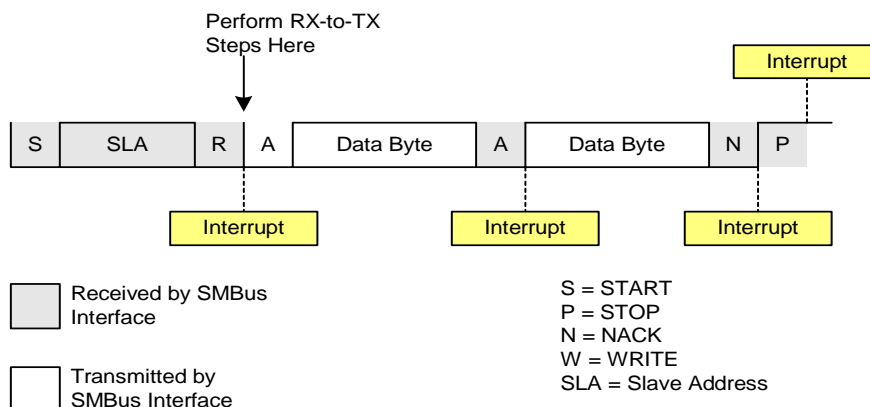 Perform RX-to-TX
Steps Here
Interrupt
S SLA R A Data Byte A Data Byte N P
Interrupt Interrupt Interrupt
Received by SMBus
Interface
Transmitted by
SMBus Interface
S = START
P = STOP
N = NACK
W = WRITE
SLA = Slave Address